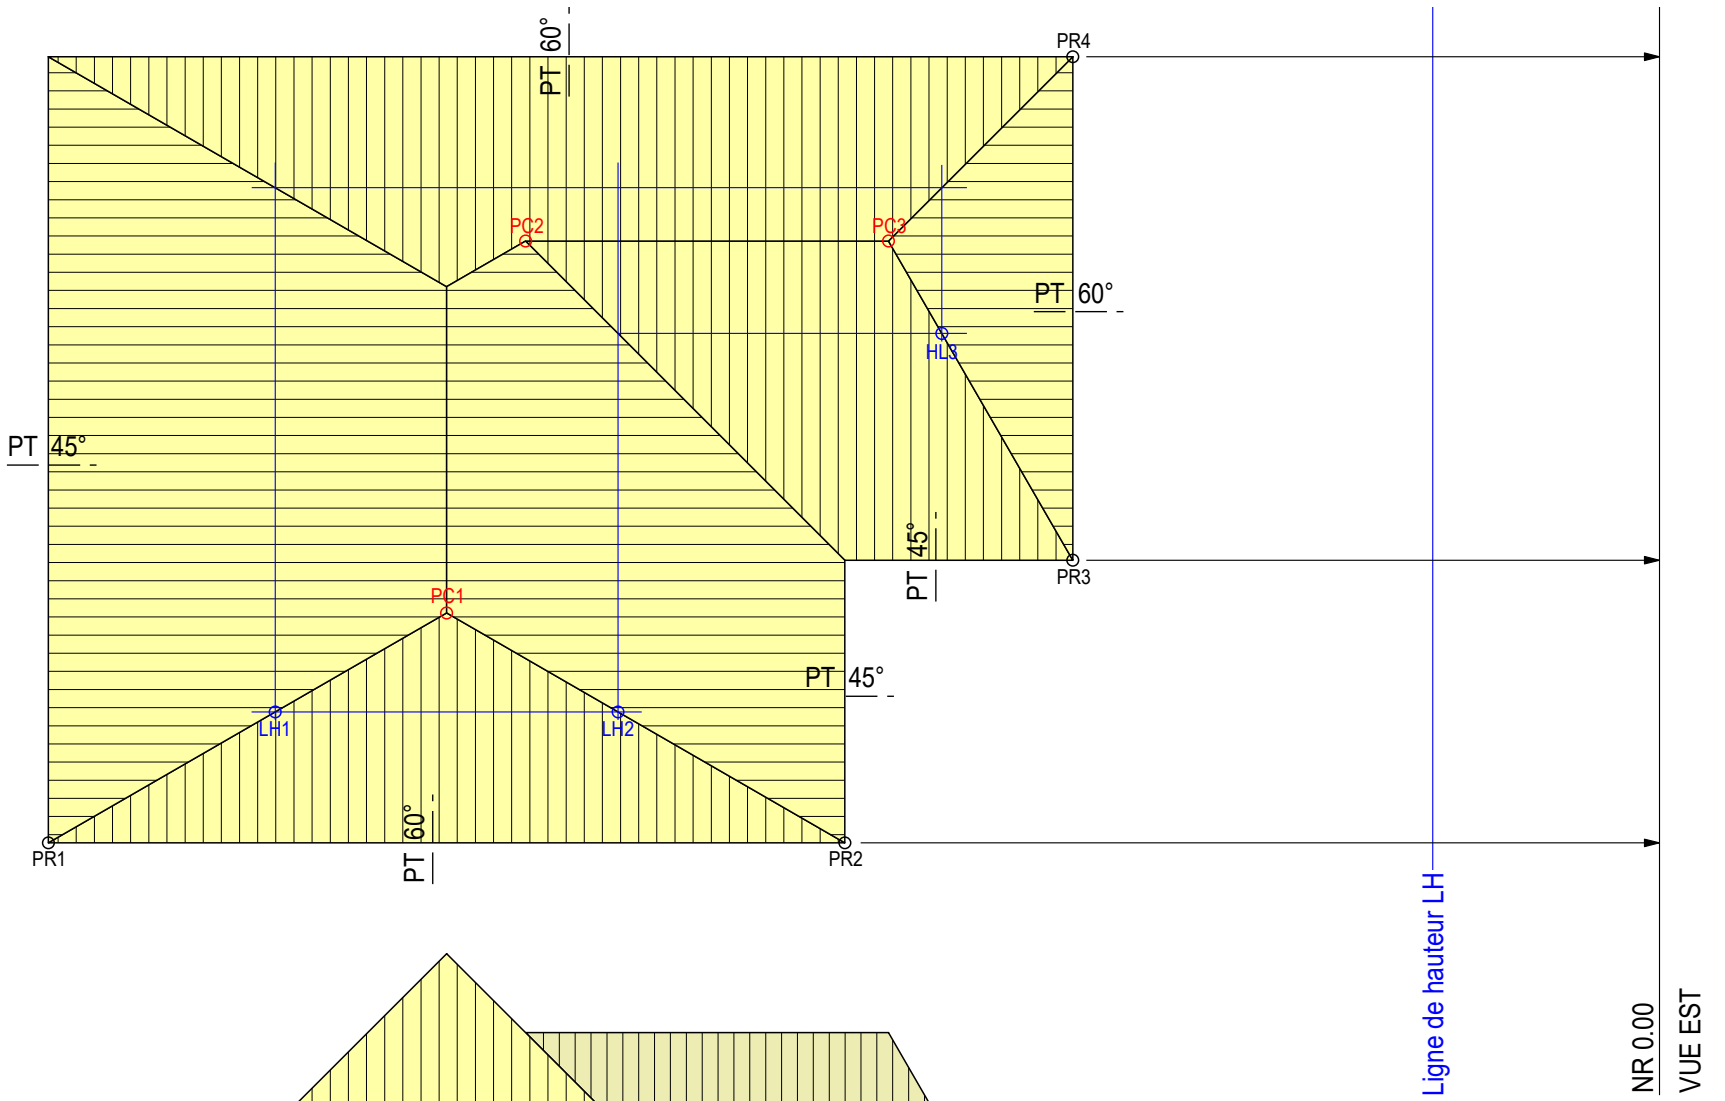 PT 60°
PR4
PC2
PC3
PT 60°
HL3
PT 45°
PT 45°
PR3
PC1
PT 45°
LH1
LH2
PT 60°
PR1
PR2
Ligne de hauteur LH
NR 0.00
VUE EST